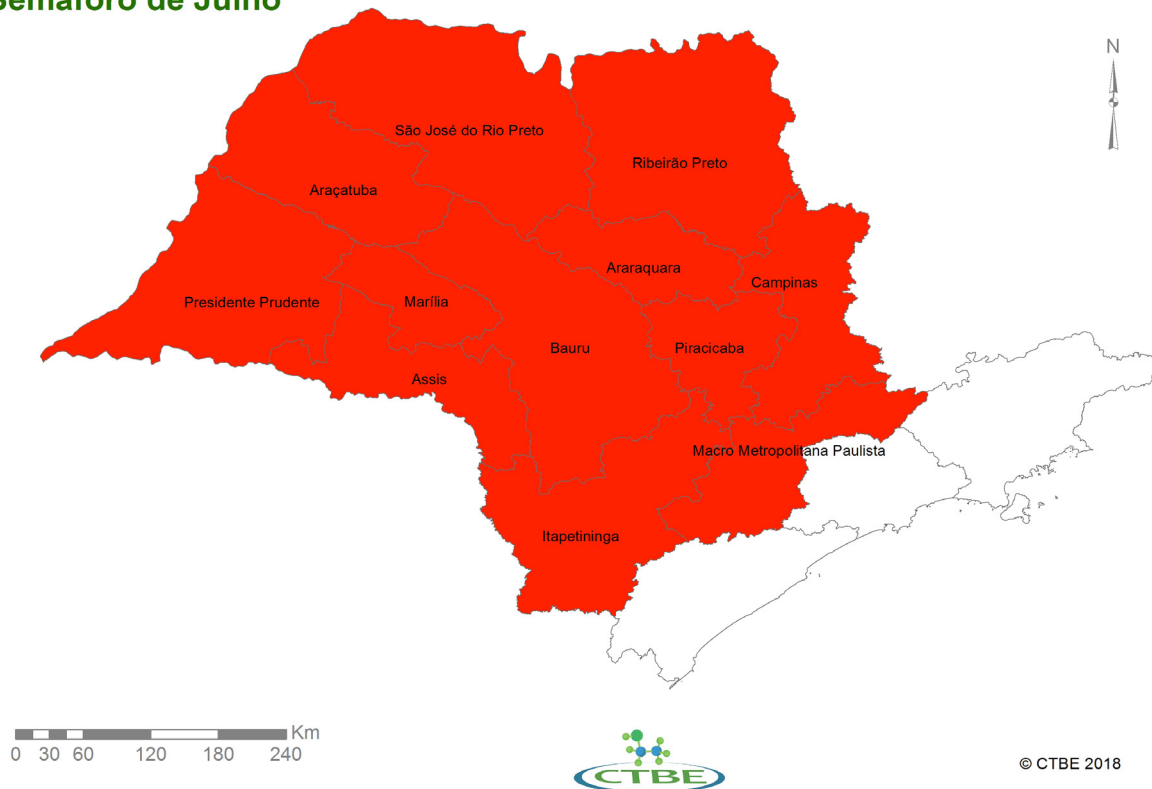 Semáforo de Julho
N
São José do Rio Preto
Ribeirão Preto
Araçatuba
Araraquara
Campinas
Presidente Prudente
Marília
Bauru
Piracicaba
Assis
Macro Metropolitana Paulista
Itapetininga
Km
0 30 60 120 180 240
CTBE
© CTBE 2018